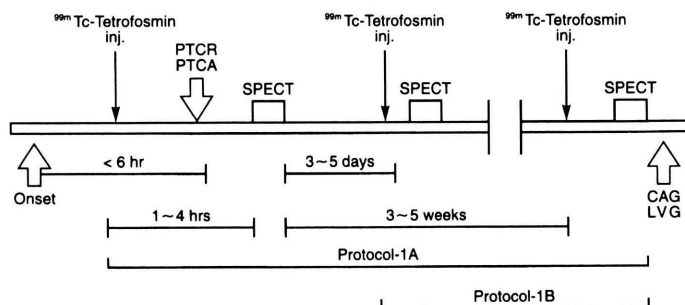 99mTc-Tetrofosmin
inj.
99mTc-Tetrofosmin
inj.
99mTc-Tetrofosmin
inj.
PTCR
PTCA
SPECT
SPECT
SPECT
< 6 hr
3~5 days
Onset
CAG
LVG
1~4 hrs
3~5 weeks
Protocol-1A
Protocol-1B